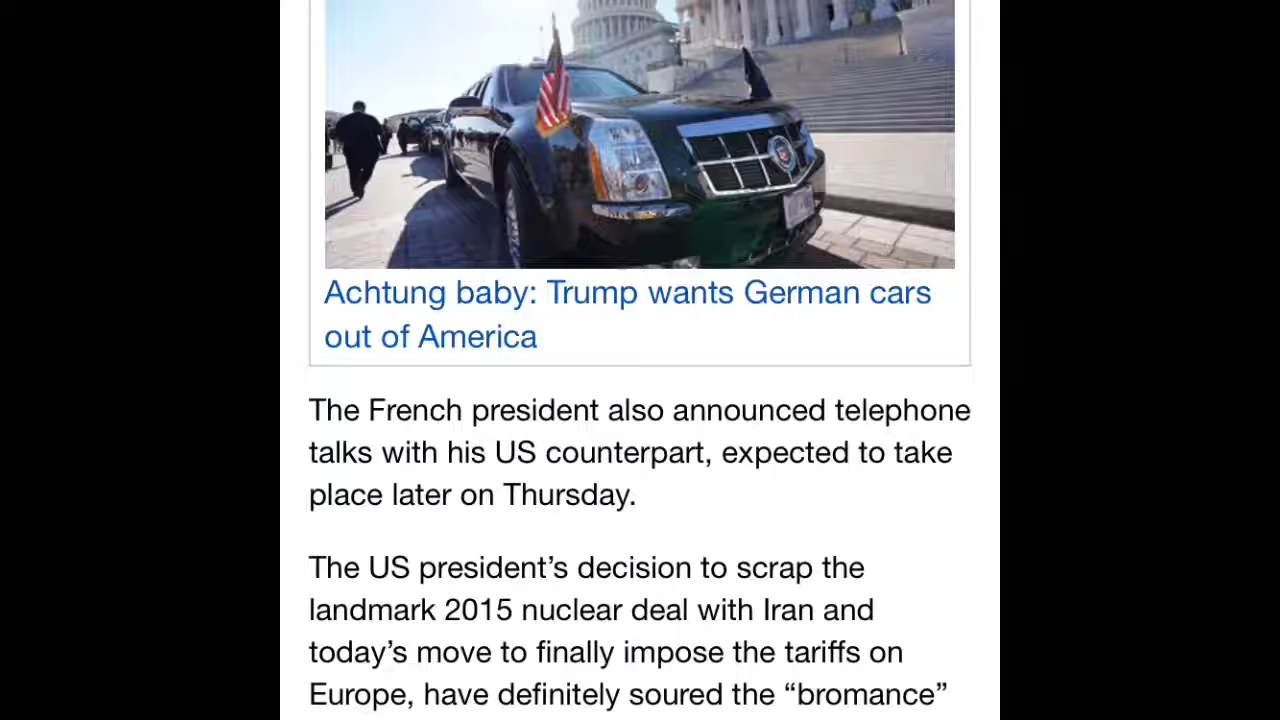 Achtung baby: Trump wants German cars
out of America
The French president also announced telephone
talks with his US counterpart, expected to take
place later on Thursday.
The US president’s decision to scrap the
landmark 2015 nuclear deal with Iran and
today’s move to finally impose the tariffs on
Europe, have definitely soured the “bromance”